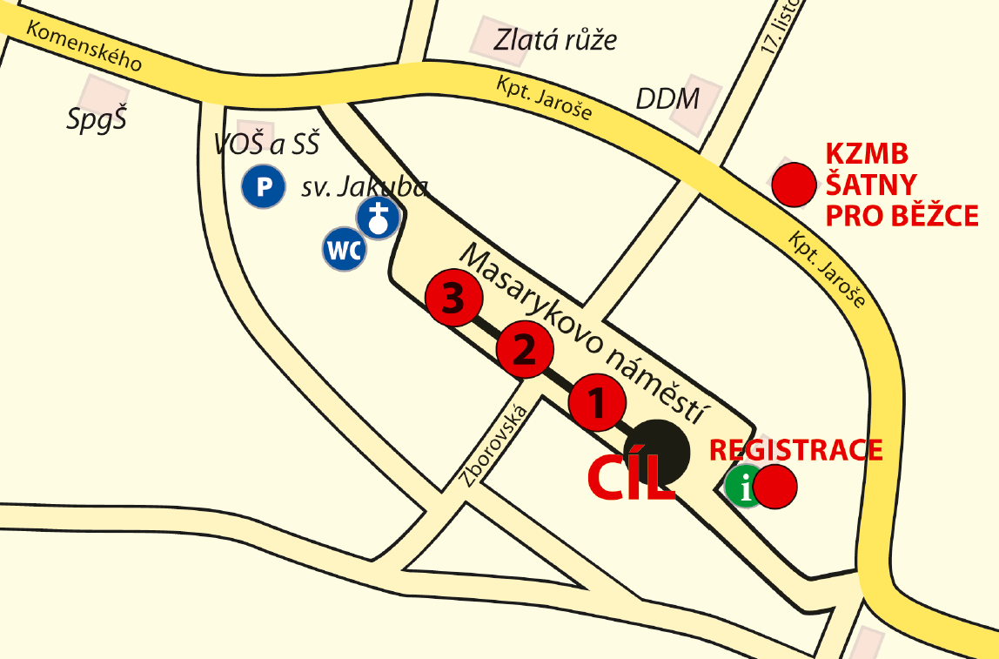 Komenského
Zlatá růže
17. listo
Kpt. Jaroše
DDM
SpgŠ
VOŠ a SŠ
P
sv. Jakuba
WC
KZMB
ŠATNY
PRO BĚŽCE
Kpt. Jaroše
Masarykovo náměstí
3
2
1
Zborovská
CÍL
REGISTRACE
i